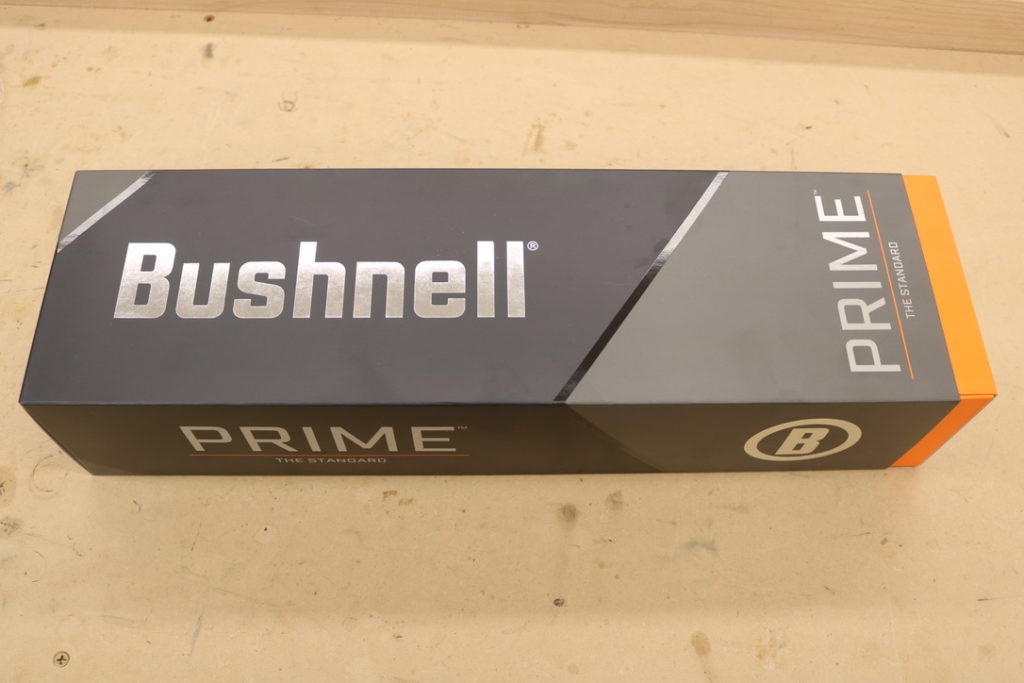 Bushnell®
PRIME™
THE STANDARD
PRIME™
THE STANDARD
B